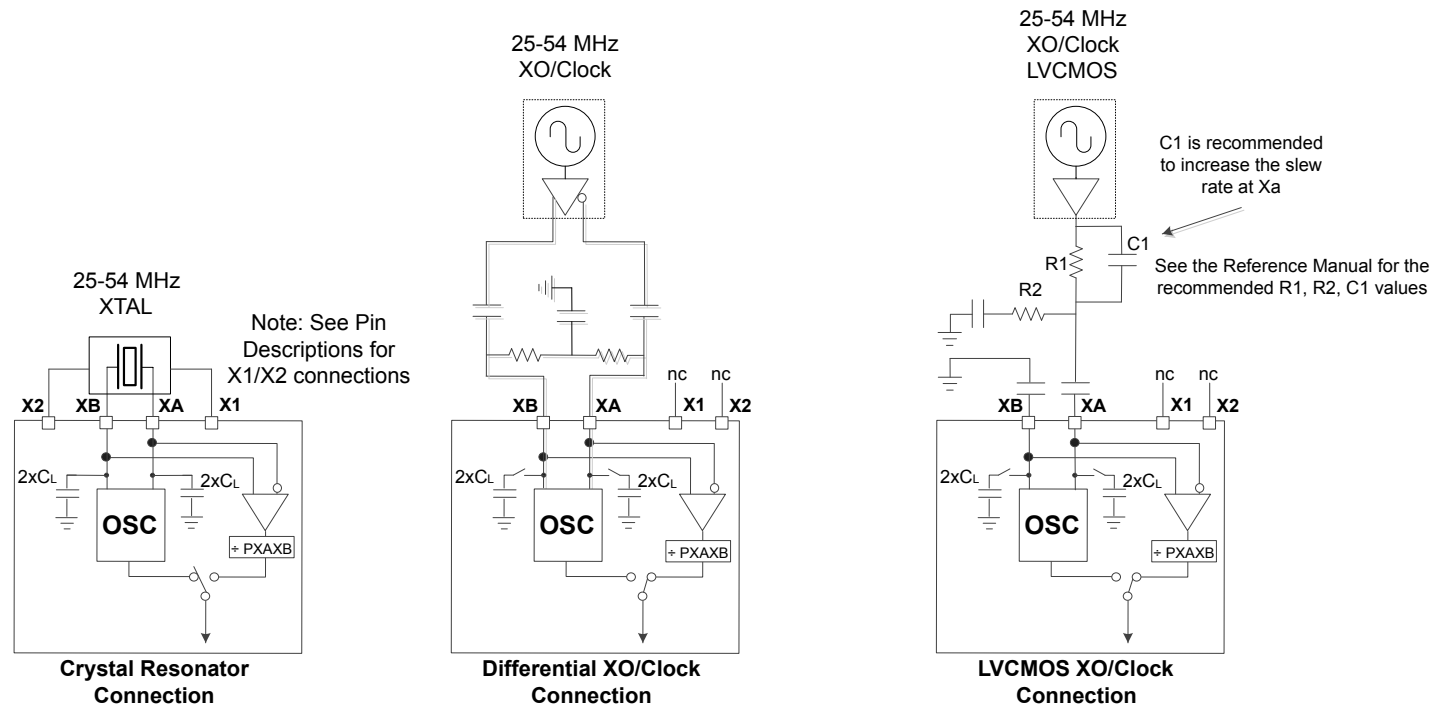 25-54 MHz
XTAL
Note: See Pin
Descriptions for
X1/X2 connections
X2 XB XA X1
2xCL 2xCL
OSC
÷ PXAXB
Crystal Resonator
Connection
25-54 MHz
XO/Clock
nc nc
XB XA X1 X2
2xCL 2xCL
OSC
÷ PXAXB
Differential XO/Clock
Connection
25-54 MHz
XO/Clock
LVCMOS
C1 is recommended
to increase the slew
rate at Xa
C1
R1
See the Reference Manual for the
recommended R1, R2, C1 values
R2
nc nc
XB XA X1 X2
2xCL 2xCL
OSC
÷ PXAXB
LVCMOS XO/Clock
Connection